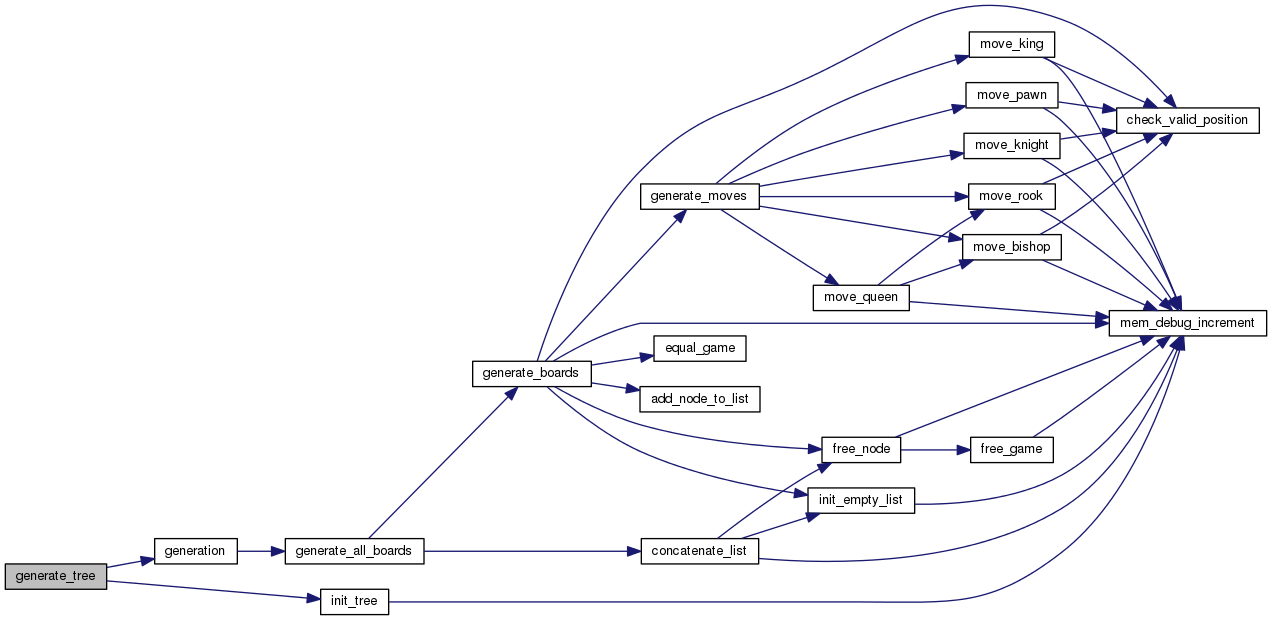 move_king
move_pawn
check_valid_position
move_knight
generate_moves
move_rook
move_bishop
move_queen
mem_debug_increment
equal_game
generate_boards
add_node_to_list
free_node
free_game
init_empty_list
generation
generate_all_boards
concatenate_list
generate_tree
init_tree